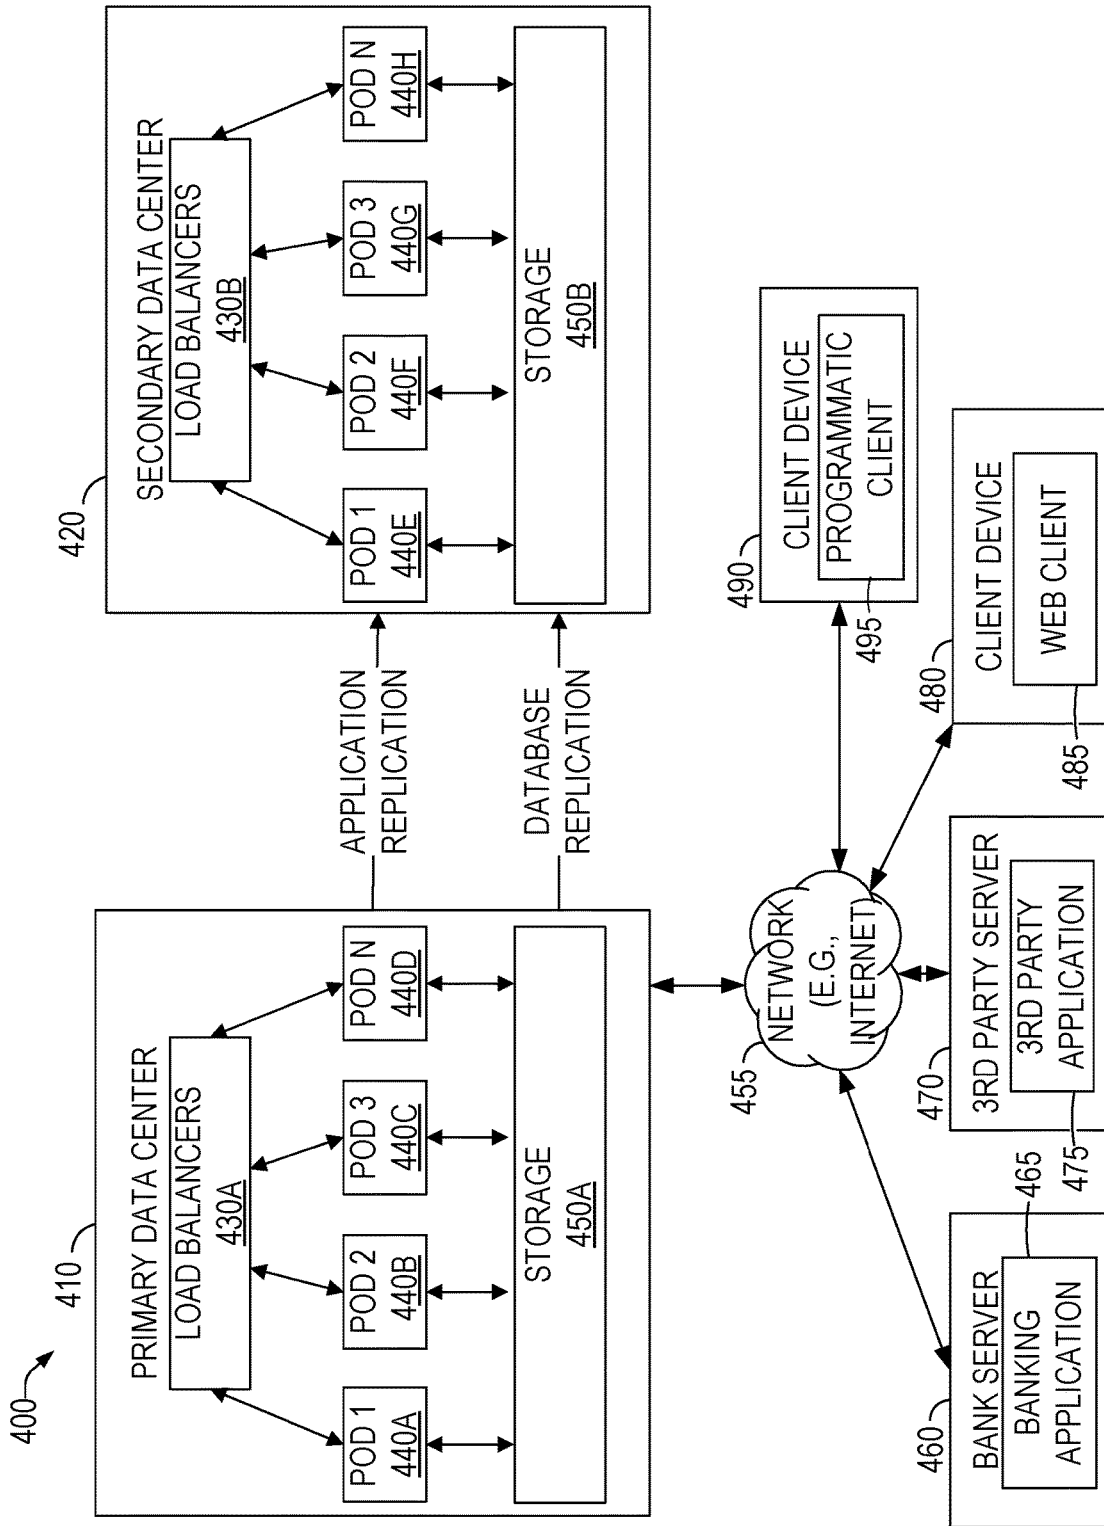 400
410
PRIMARY DATA CENTER
LOAD BALANCERS
430A
POD 1
440A
POD 2
440B
POD 3
440C
POD N
440D
STORAGE
450A
APPLICATION
REPLICATION
DATABASE
REPLICATION
420
SECONDARY DATA CENTER
LOAD BALANCERS
430B
POD 1
440E
POD 2
440F
POD 3
440G
POD N
440H
STORAGE
450B
455
NETWORK
(E.G.,
INTERNET)
460
BANK SERVER
BANKING
APPLICATION
465
470
3RD PARTY SERVER
3RD PARTY
APPLICATION
475
480
CLIENT DEVICE
WEB CLIENT
485
490
CLIENT DEVICE
PROGRAMMATIC
CLIENT
495